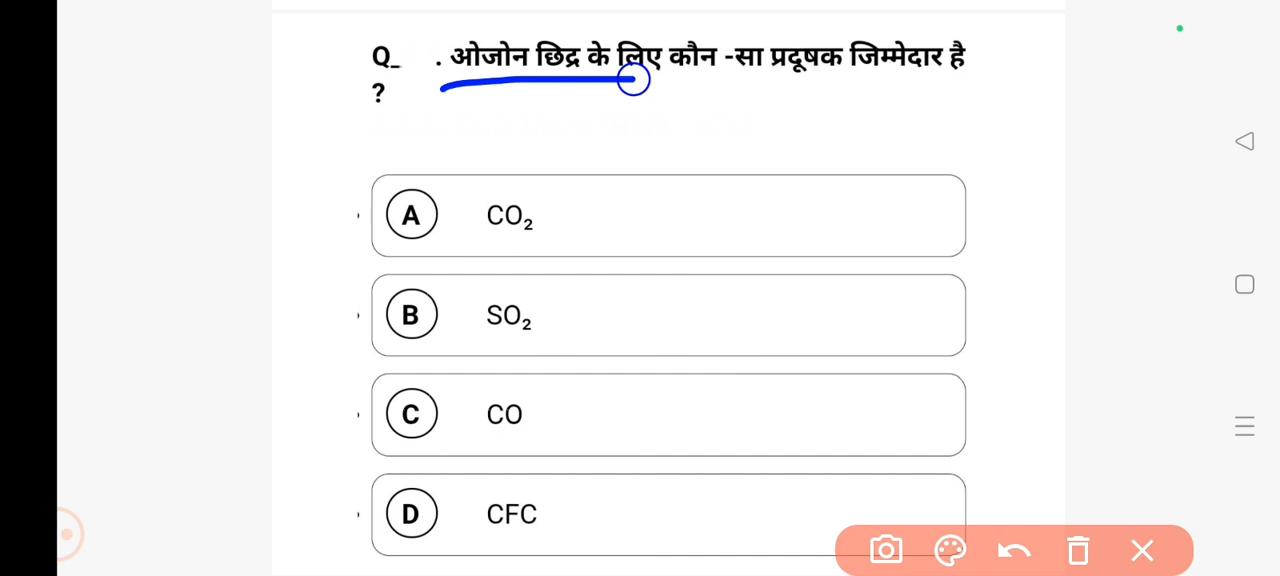 Q_ . ओजोन छिद्र के लिए कौन -सा प्रदूषक जिम्मेदार है
?
A CO₂
B SO₂
C CO
D CFC